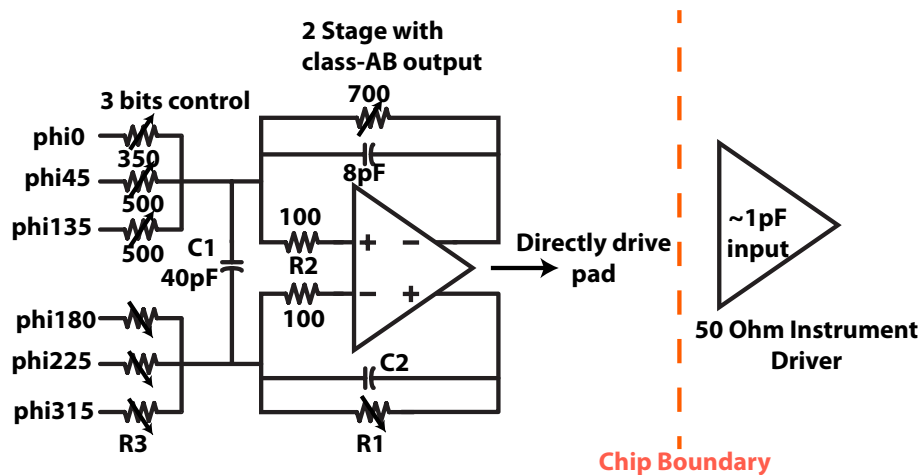 2 Stage with
class-AB output
700
3 bits control
phi0
350
8pF
phi45
500
phi135
500
C1
40pF
100
R2
100
+
−
−
+
Directly drive
pad
~1pF
input
50 Ohm Instrument
Driver
phi180
phi225
phi315
R3
C2
R1
Chip Boundary